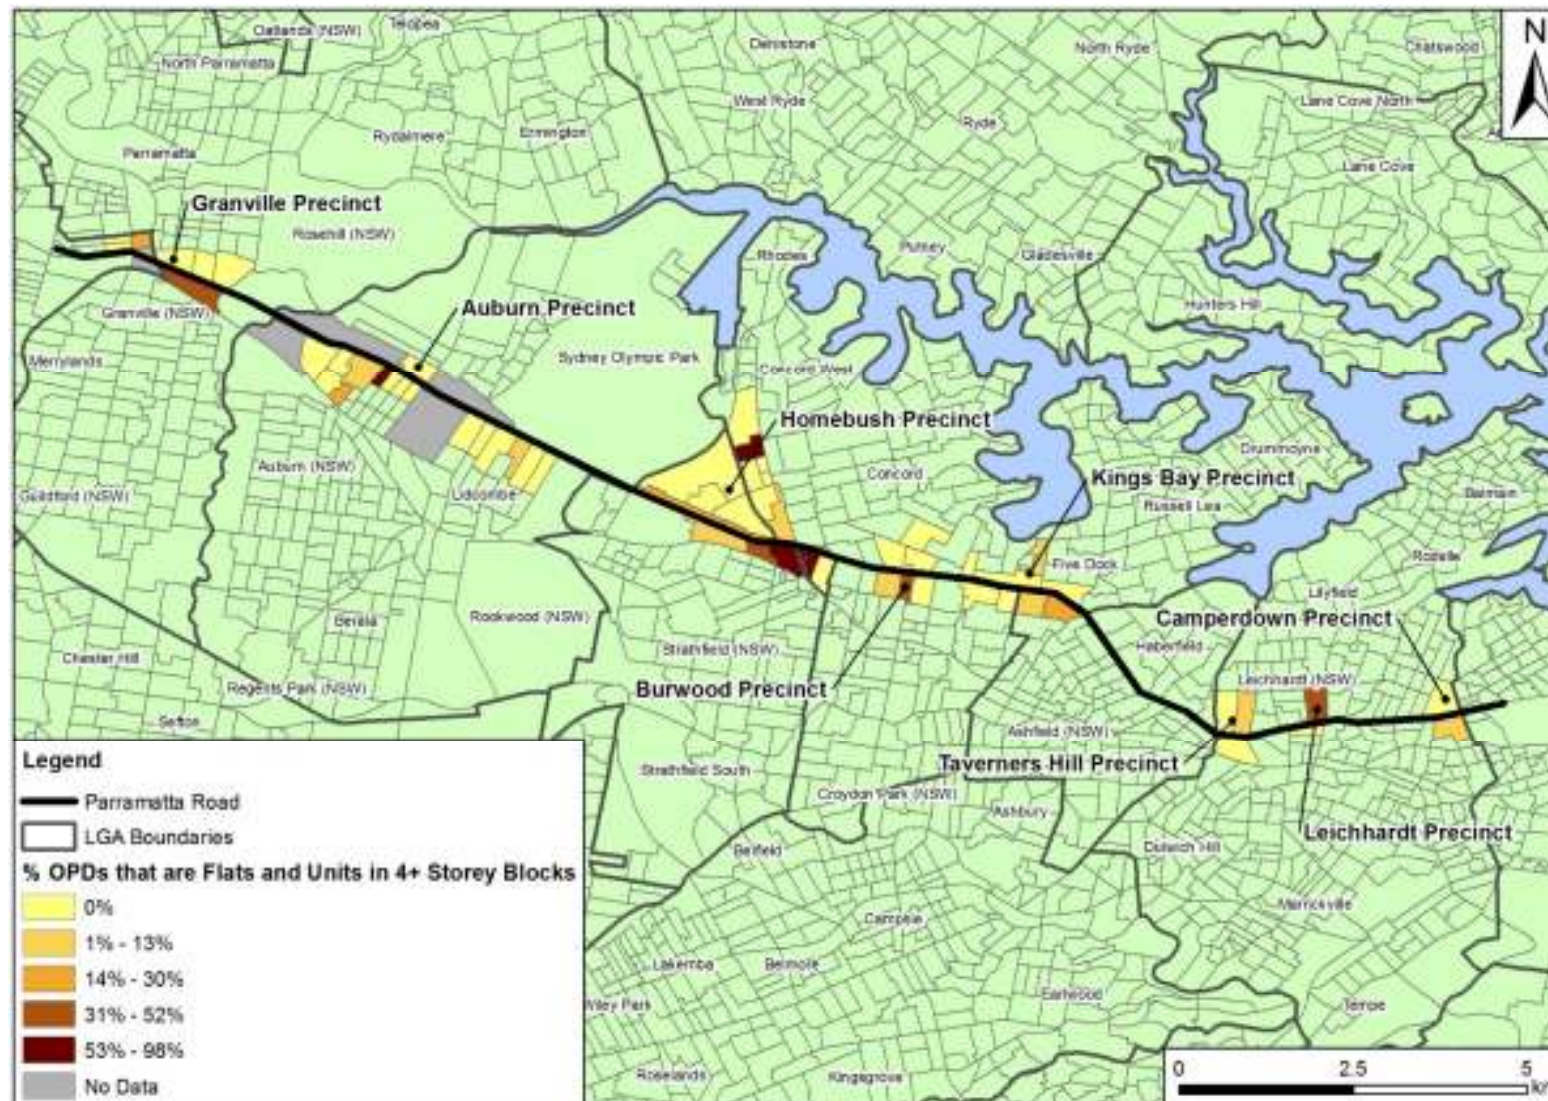 Oatlands (NSW)
Telopea
Denistone
North Ryde
Chatswood
N
North Parramatta
West Ryde
Lane Cove North
Rydalmere
Ermington
Ryde
Parramatta
Lane Cove
Granville Precinct
Rosehill (NSW)
Rhodes
Putney
Gladesville
Hunters Hill
Granville (NSW)
Auburn Precinct
Merrylands
Sydney Olympic Park
Concord West
Homebush Precinct
Drummoyne
Auburn (NSW)
Concord
Kings Bay Precinct
Guildford (NSW)
Lidcombe
Russell Lea
Balmain
Five Dock
Rozelle
Lilyfield
Berala
Rookwood (NSW)
Camperdown Precinct
Chester Hill
Strathfield (NSW)
Haberfield
Regents Park (NSW)
Burwood Precinct
Leichhardt (NSW)
Sefton
Ashfield (NSW)
Taverners Hill Precinct
Strathfield South
Croydon Park (NSW)
Ashbury
Leichhardt Precinct
Belfield
Dulwich Hill
Campsie
Marrickville
Lakemba
Belmore
Earlwood
Wiley Park
Tempe
Roselands
Kingsgrove
Legend
Parramatta Road
LGA Boundaries
% OPDs that are Flats and Units in 4+ Storey Blocks
0%
1% - 13%
14% - 30%
31% - 52%
53% - 98%
No Data
0 2.5 5